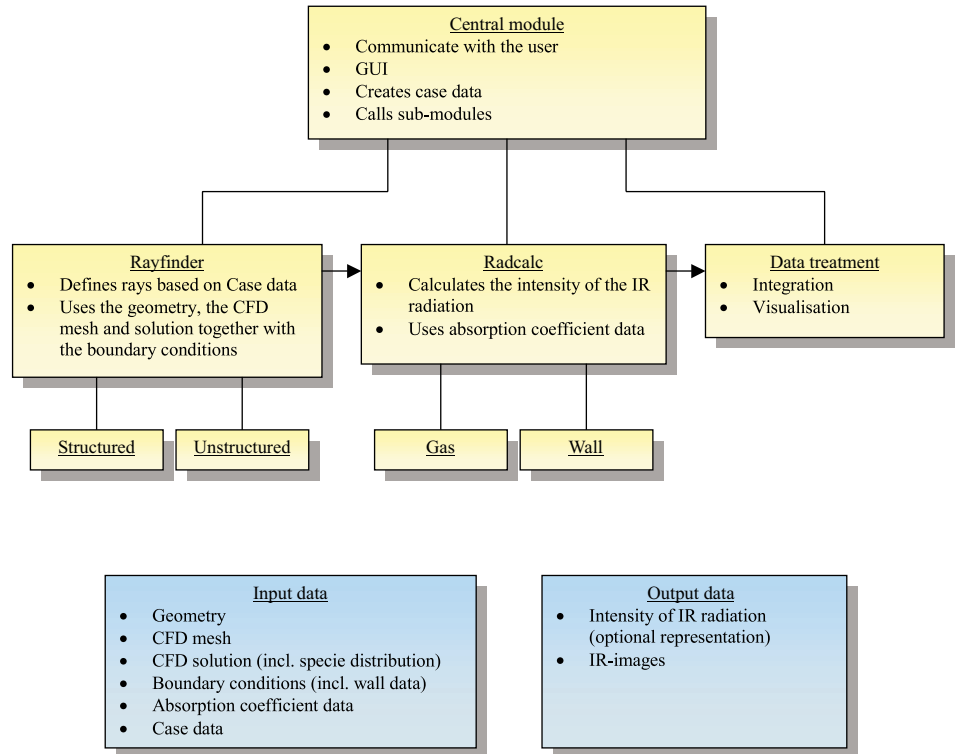 Central module
• Communicate with the user
• GUI
• Creates case data
• Calls sub-modules
Rayfinder
• Defines rays based on Case data
• Uses the geometry, the CFD
mesh and solution together with
the boundary conditions
Radcalc
• Calculates the intensity of the IR
radiation
• Uses absorption coefficient data
Data treatment
• Integration
• Visualisation
Structured
Unstructured
Gas
Wall
Input data
• Geometry
• CFD mesh
• CFD solution (incl. specie distribution)
• Boundary conditions (incl. wall data)
• Absorption coefficient data
• Case data
Output data
• Intensity of IR radiation
(optional representation)
• IR-images